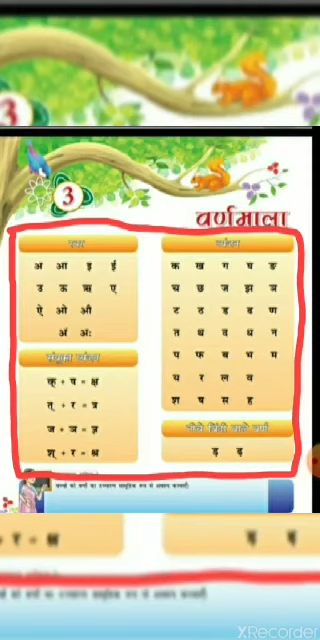 3
3
वर्णमाला
स्वर
अ आ इ ई
उ ऊ ऋ ए
ऐ ओ औ
अं अः
संयुक्त व्यंजन
क् + ष = क्ष
त् + र = त्र
ज + ञ = ज्ञ
श् + र = श्र
व्यंजन
क ख ग घ ङ
च छ ज झ ञ
ट ठ ड ढ ण
त थ द ध न
प फ ब भ म
य र ल व
श ष स ह
नीचे बिंदी वाले वर्ण
ड़ ढ़
+ र = श्र
ड़ ढ़
XRecorder